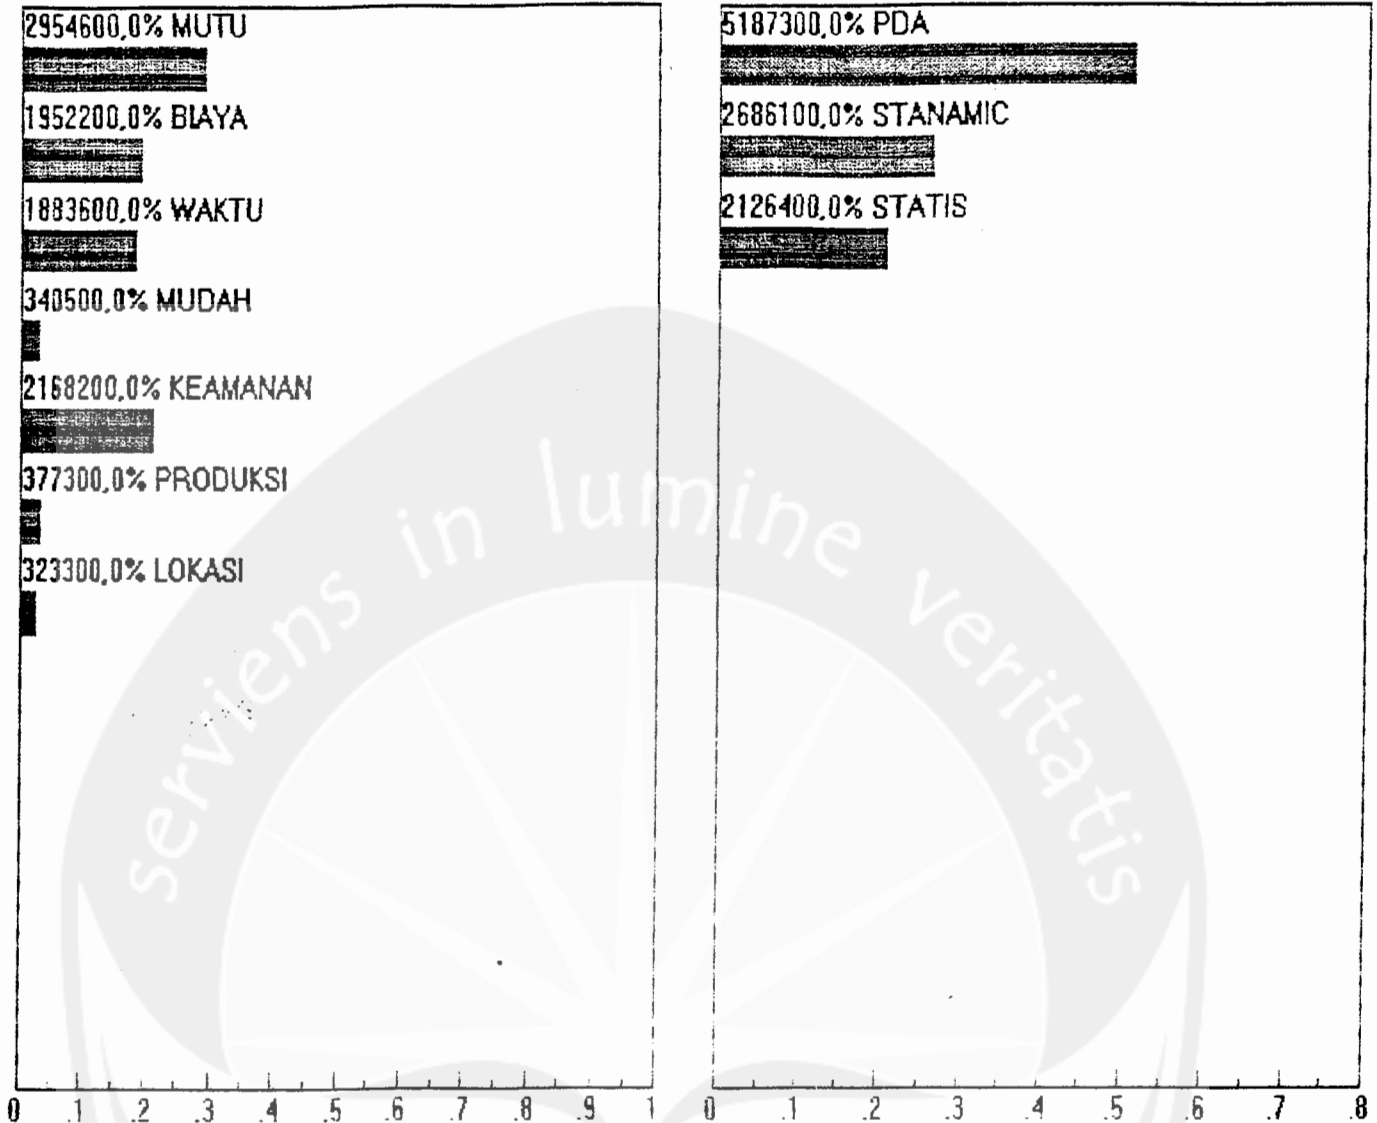 2954600,0% MUTU
1952200,0% BIAYA
1883600,0% WAKTU
340500,0% MUDAH
2168200,0% KEAMANAN
377300,0% PRODUKSI
323300,0% LOKASI
0 .1 .2 .3 .4 .5 .6 .7 .8 .9 1
5187300,0% PDA
2686100,0% STANAMIC
2126400,0% STATIS
0 .1 .2 .3 .4 .5 .6 .7 .8
serviens in lumine veritatis